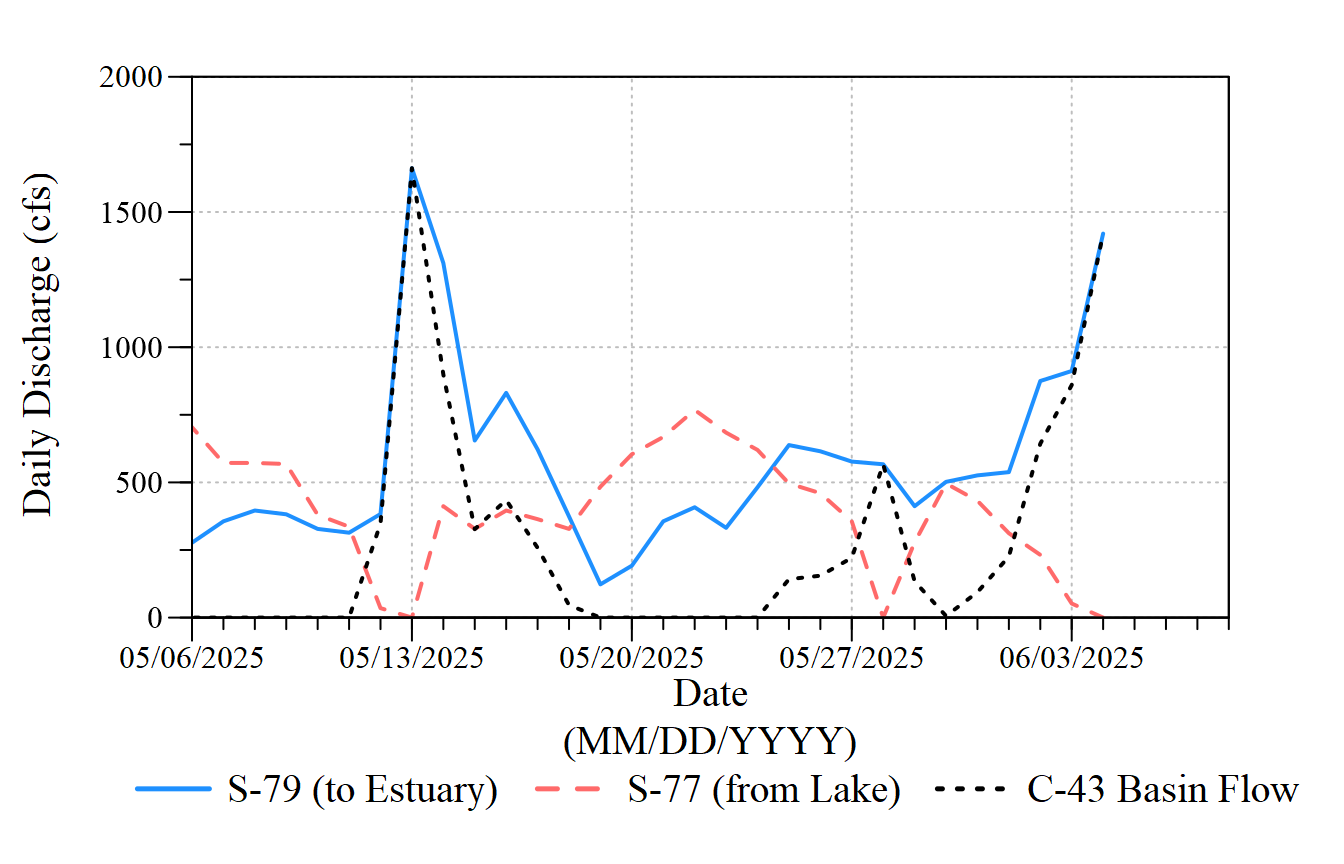 2000
1500
1000
500
0
Daily Discharge (cfs)
05/06/2025 05/13/2025 05/20/2025 05/27/2025 06/03/2025
Date
(MM/DD/YYYY)
S-79 (to Estuary) S-77 (from Lake) C-43 Basin Flow